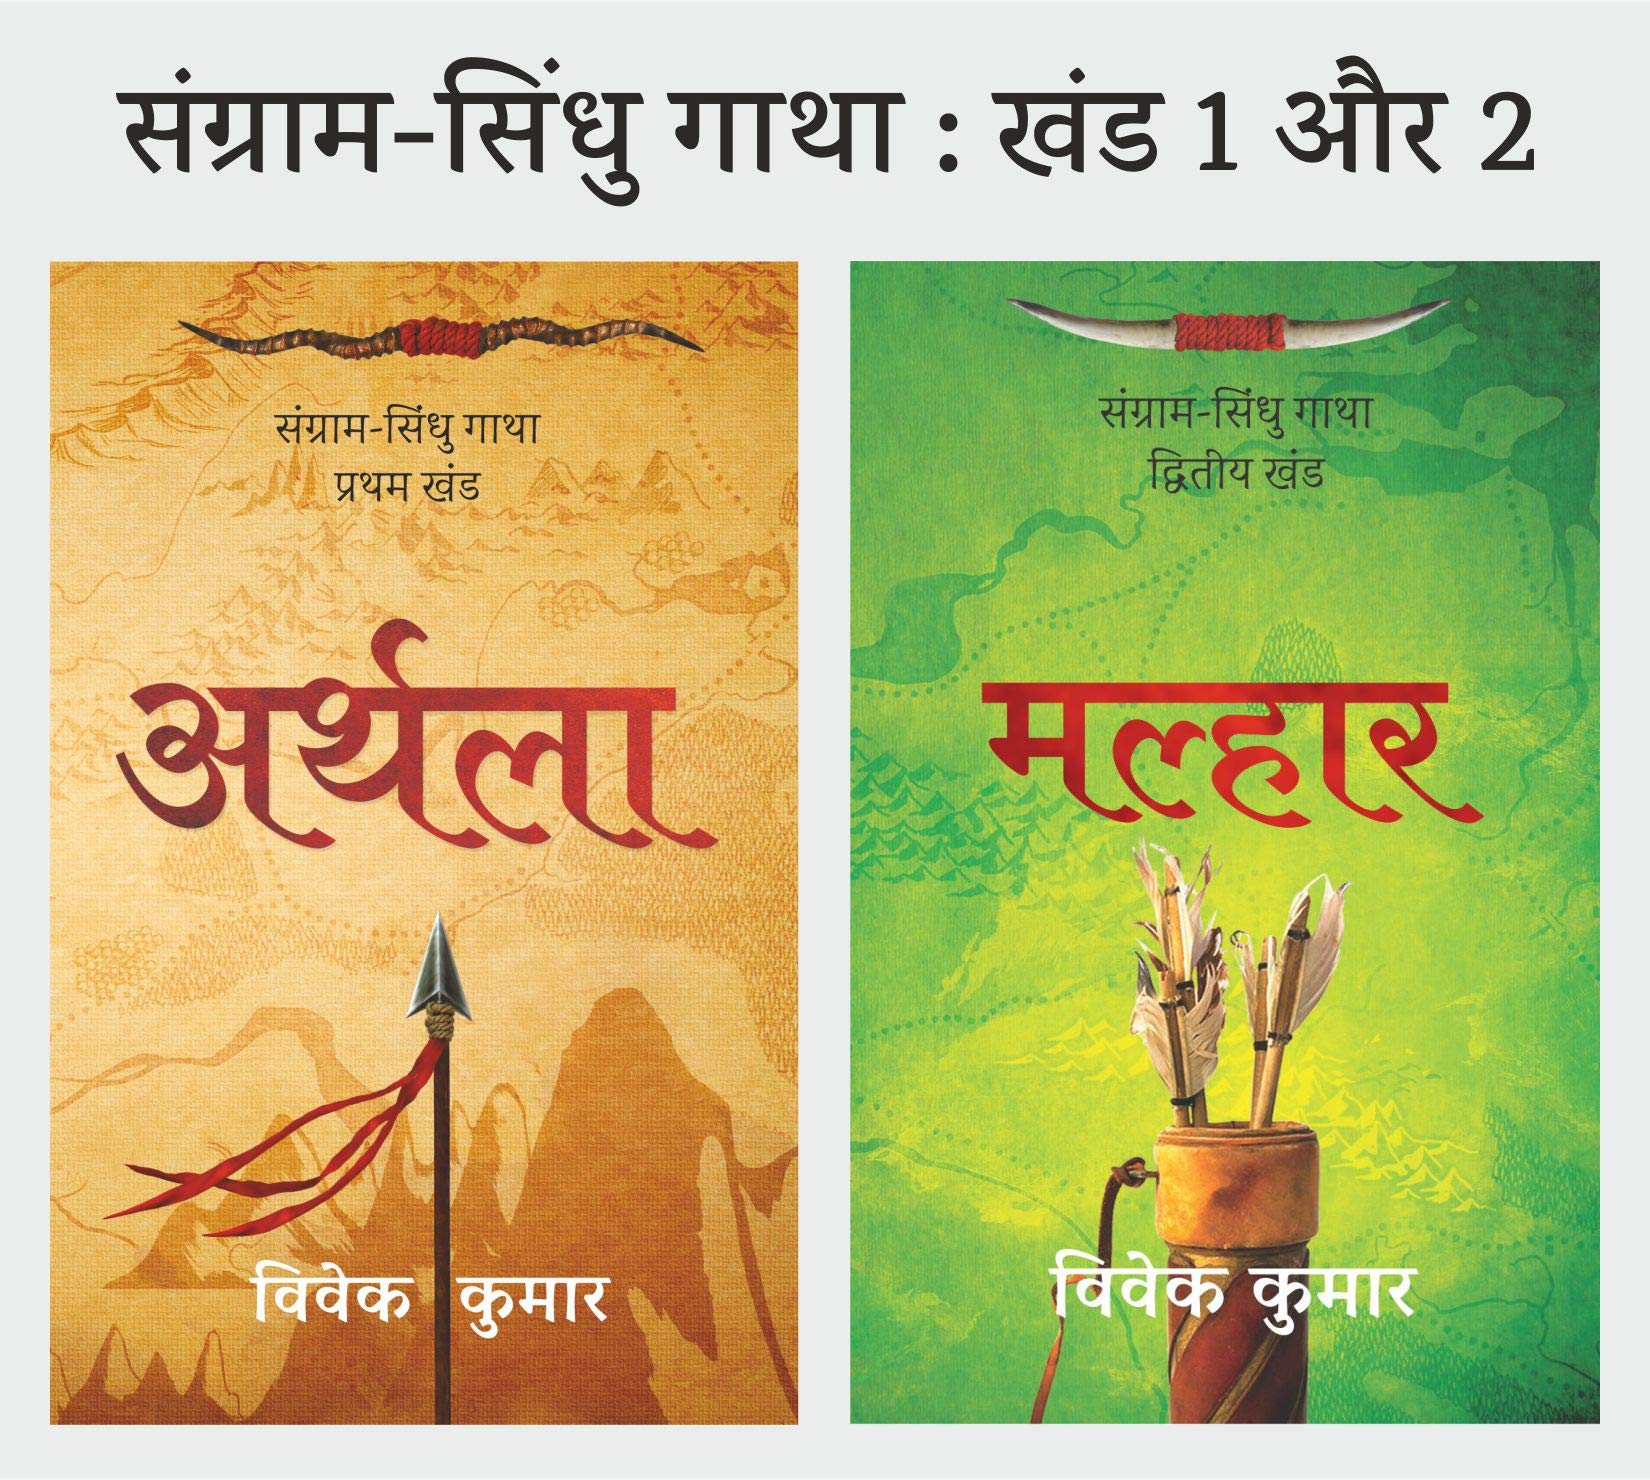 संग्राम-सिंधु गाथा : खंड 1 और 2
संग्राम-सिंधु गाथा
प्रथम खंड
अर्थला
विवेक कुमार
संग्राम-सिंधु गाथा
द्वितीय खंड
मल्हार
विवेक कुमार